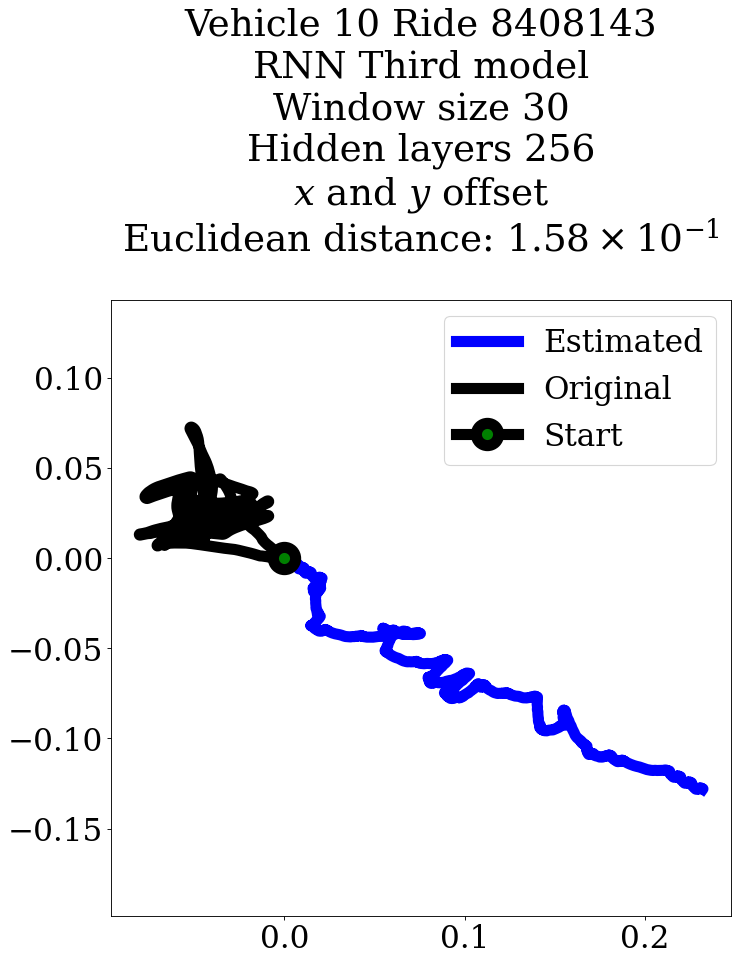 Vehicle 10 Ride 8408143
RNN Third model
Window size 30
Hidden layers 256
x and y offset
Euclidean distance: 1.58 × 10⁻¹
Estimated
Original
Start
0.10
0.05
0.00
−0.05
−0.10
−0.15
0.0 0.1 0.2